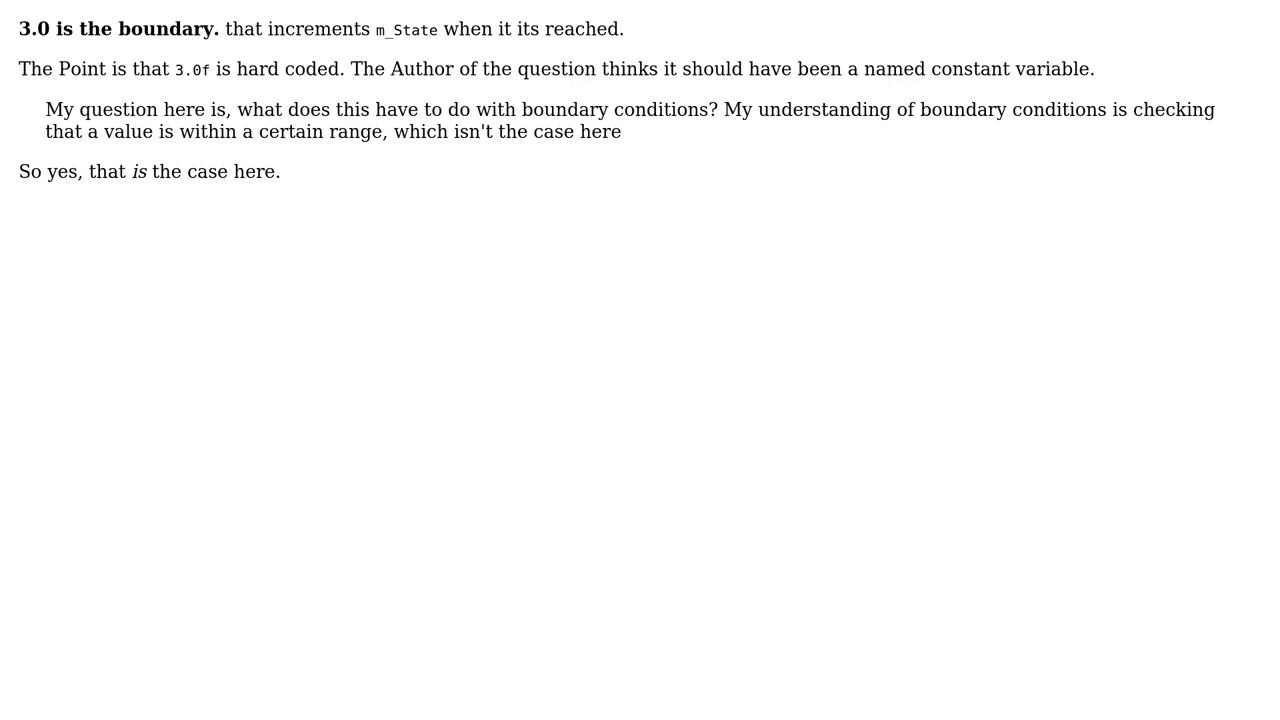 3.0 is the boundary. that increments m_State when it its reached.
The Point is that 3.0f is hard coded. The Author of the question thinks it should have been a named constant variable.
My question here is, what does this have to do with boundary conditions? My understanding of boundary conditions is checking
that a value is within a certain range, which isn't the case here
So yes, that is the case here.